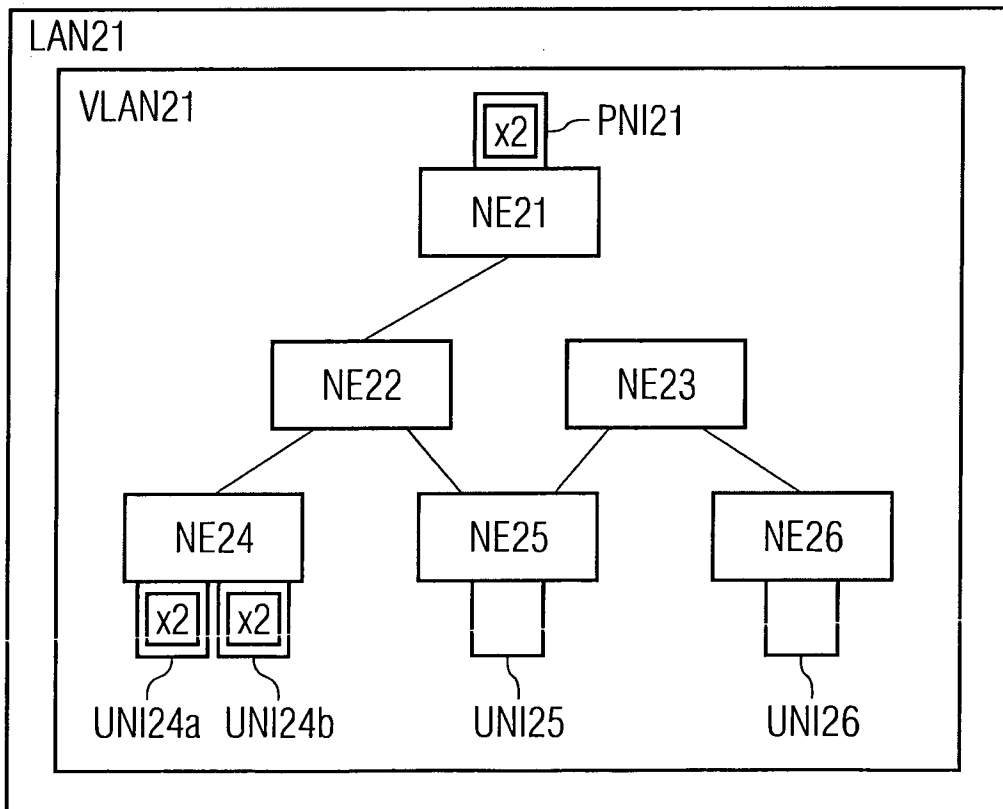 LAN21
VLAN21
x2 PNI21
NE21
NE22 NE23
NE24 NE25 NE26
x2 x2
UNI24a UNI24b UNI25 UNI26